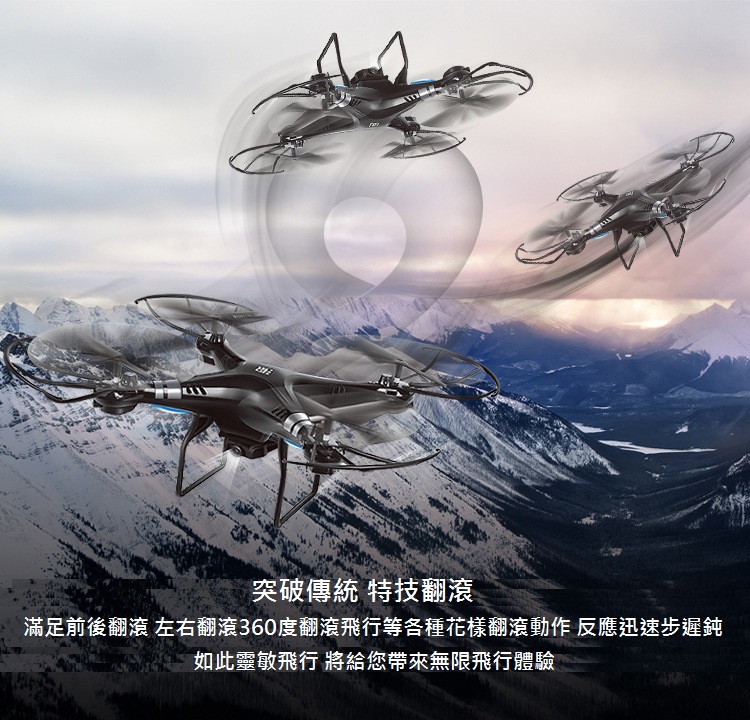 突破傳統 特技翻滾
滿足前後翻滾 左右翻滾360度翻滾飛行等各種花樣翻滾動作 反應迅速步遲鈍
如此靈敏飛行 將給您帶來無限飛行體驗